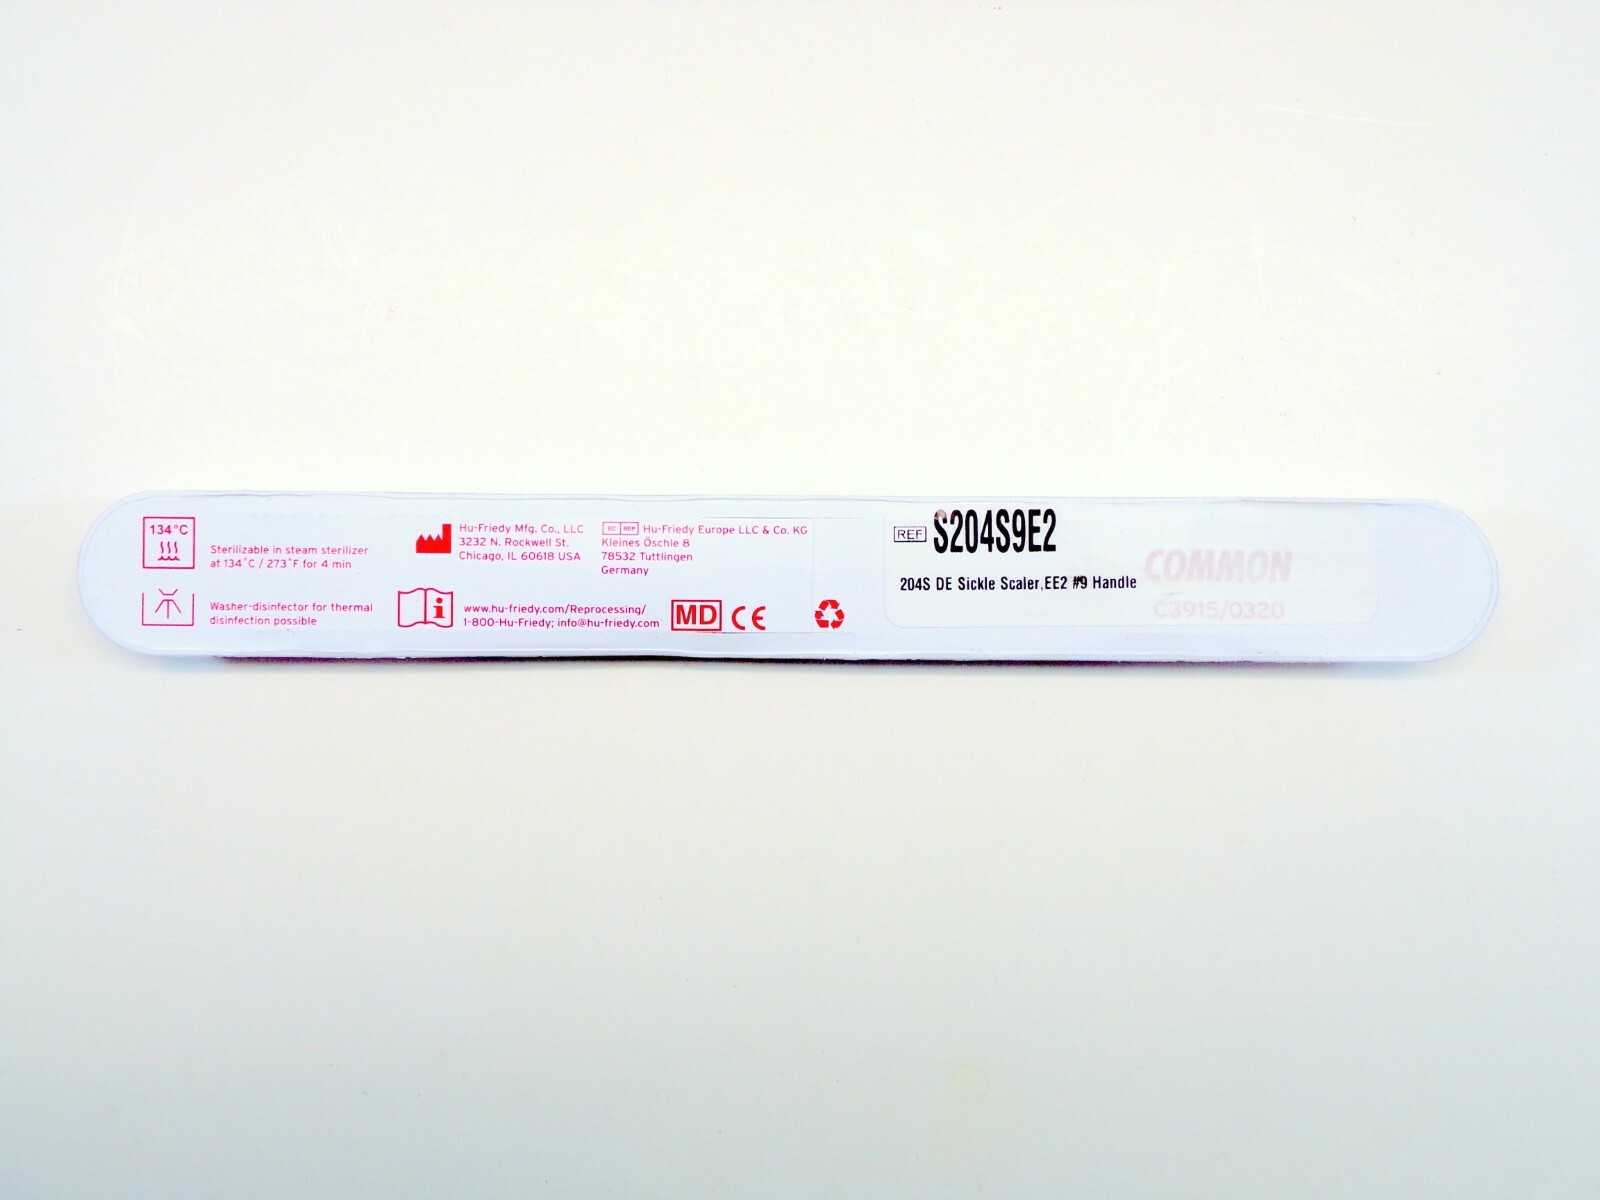 134°C
Sterilizable in steam sterilizer
at 134°C / 273°F for 4 min
Washer-disinfector for thermal
disinfection possible
Hu-Friedy Mfg. Co., LLC
3232 N. Rockwell St.
Chicago, IL 60618 USA
EC REP Hu-Friedy Europe LLC & Co. KG
Kleines Öschle 8
78532 Tuttlingen
Germany
i
www.hu-friedy.com/Reprocessing/
1-800-Hu-Friedy; info@hu-friedy.com
MD CE
REF S204S9E2
204S DE Sickle Scaler,EE2 #9 Handle
COMMON
C3915/0320